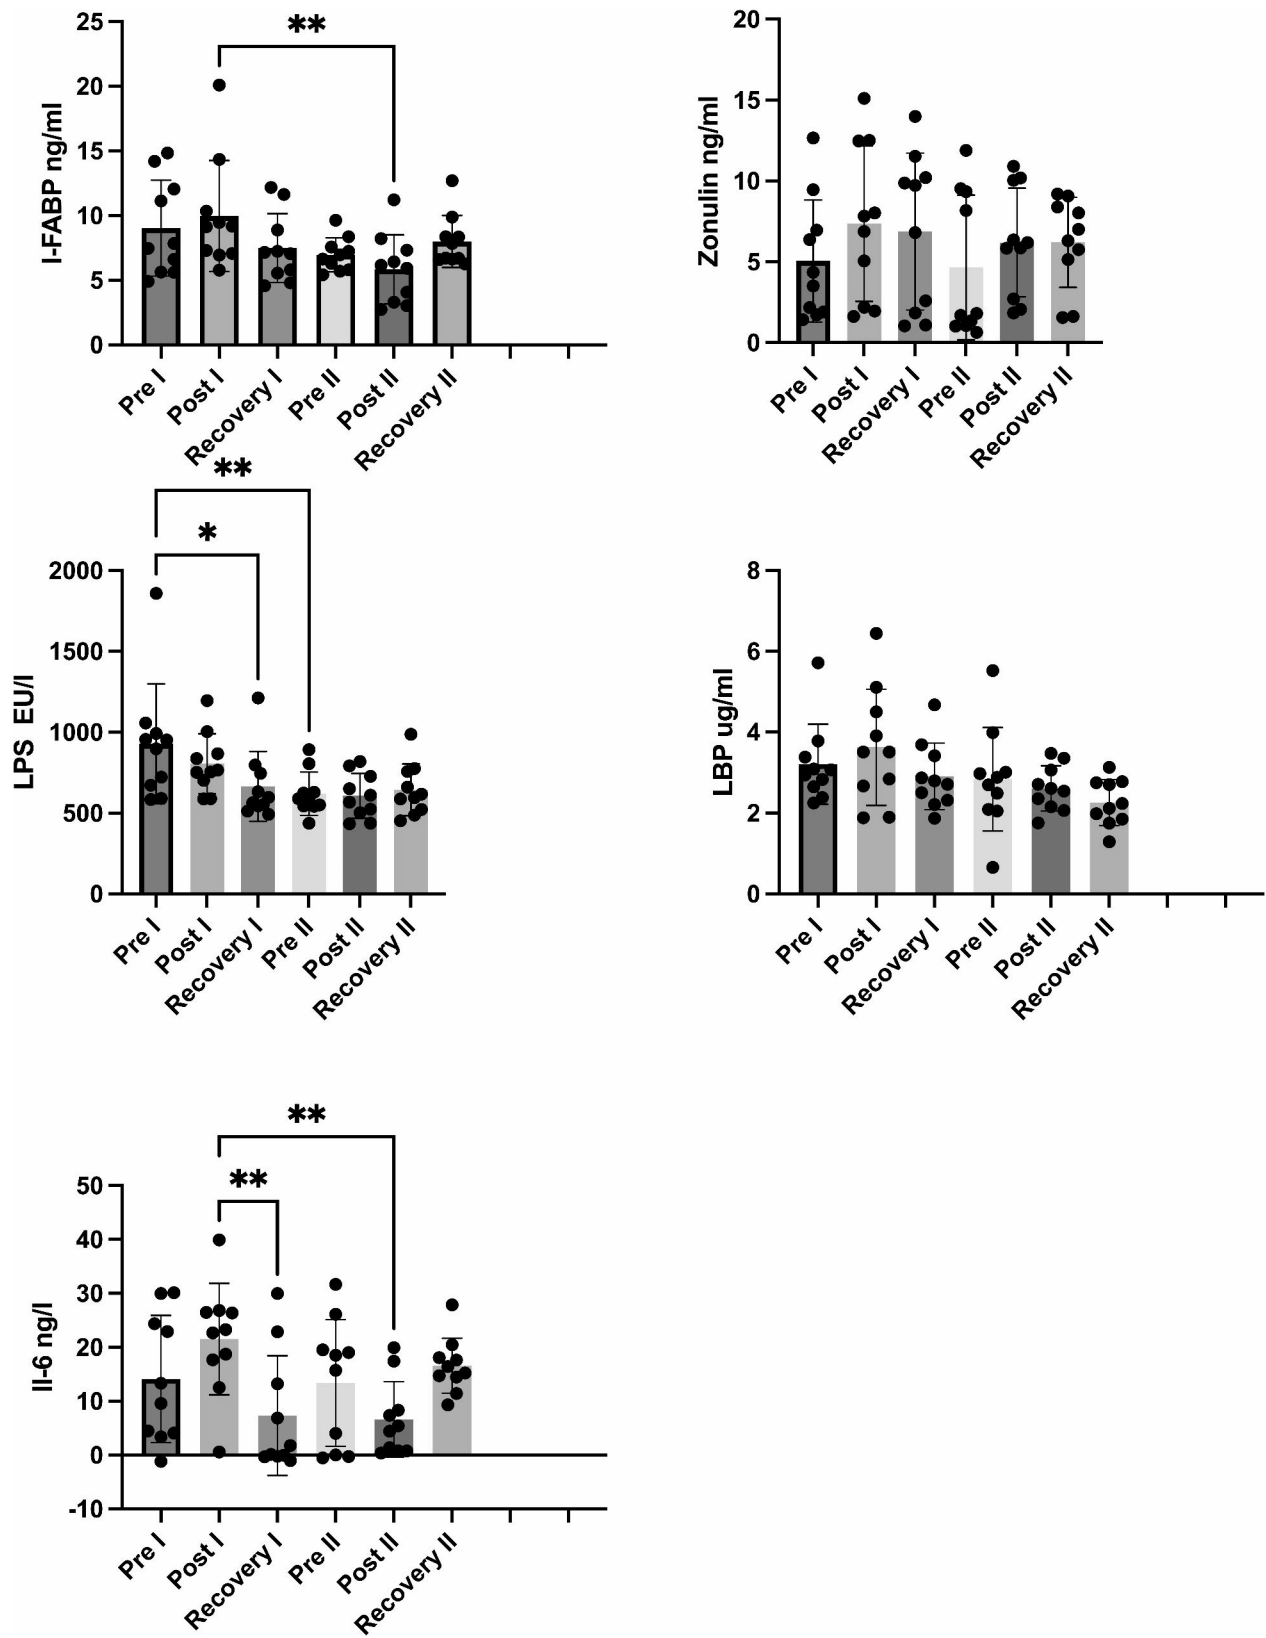 I-FABP ng/ml
25
20
15
10
5
0
**
Pre I
Post I
Recovery I
Pre II
Post II
Recovery II
Zonulin ng/ml
20
15
10
5
0
Pre I
Post I
Recovery I
Pre II
Post II
Recovery II
LPS EU/l
2000
1500
1000
500
0
**
*
Pre I
Post I
Recovery I
Pre II
Post II
Recovery II
LBP ug/ml
8
6
4
2
0
Pre I
Post I
Recovery I
Pre II
Post II
Recovery II
Il-6 ng/l
50
40
30
20
10
0
-10
**
**
Pre I
Post I
Recovery I
Pre II
Post II
Recovery II